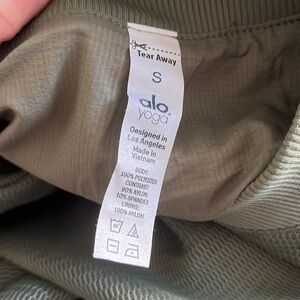 Tear Away
S
alo
yoga
Designed in
Los Angeles
Made in
Vietnam
BODY:
100% POLYESTER
CONTRAST:
90% NYLON
10% SPANDEX
LINING:
100% NYLON